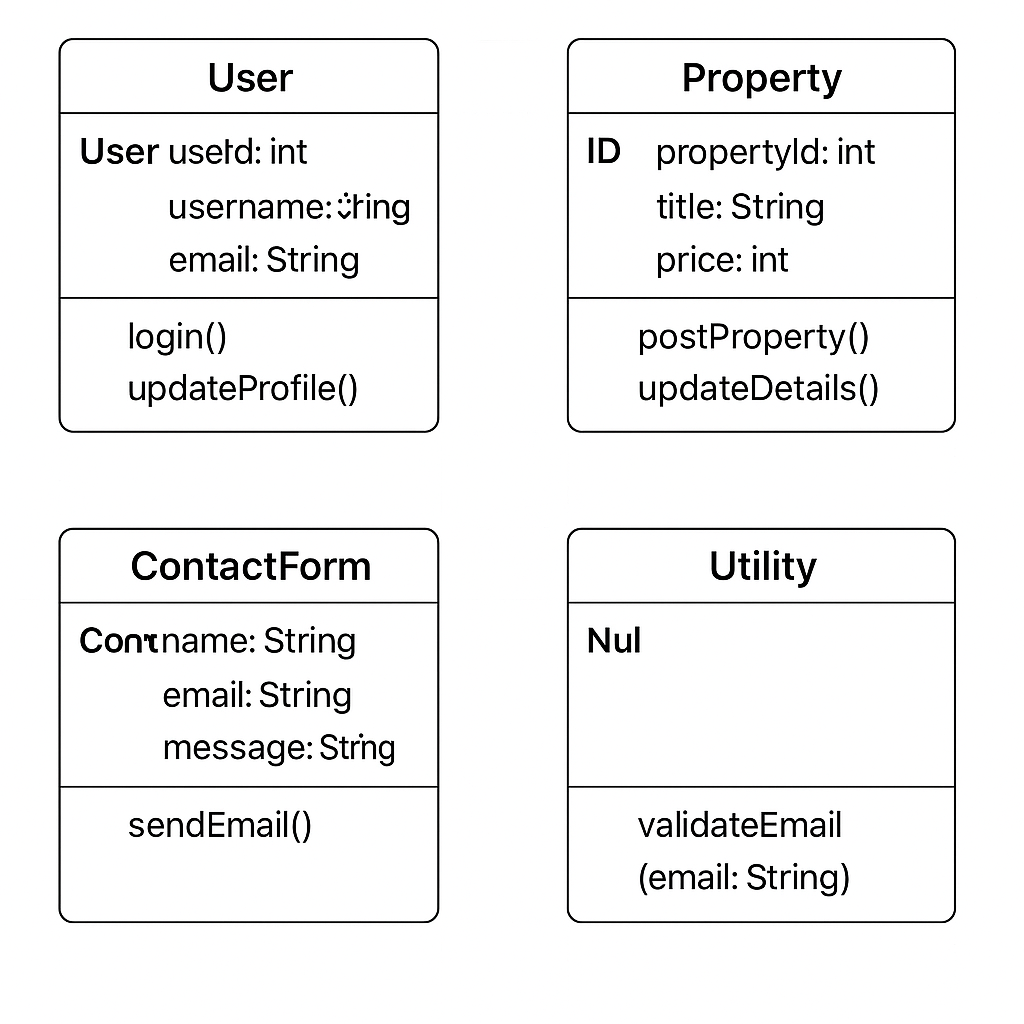 User
User useId: int
username:
email: String
login()
updateProfile()
Property
ID propertyId: int
title: String
price: int
postProperty()
updateDetails()
ContactForm
name: String
email: String
message: String
sendEmail()
Utility
Nul
validateEmail
(email: String)